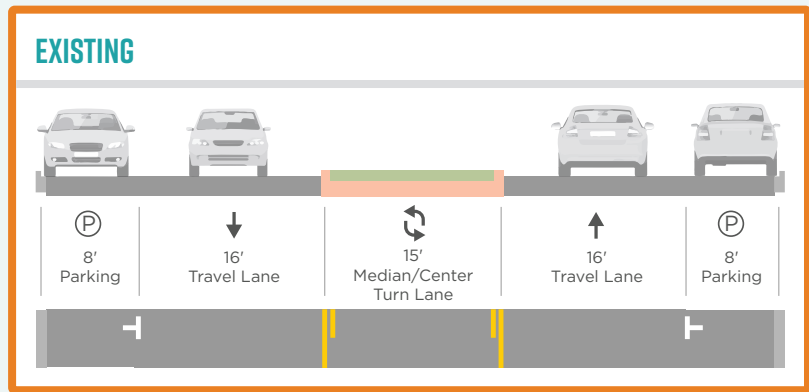 EXISTING
P
8'
Parking
16'
Travel Lane
15'
Median/Center
Turn Lane
16'
Travel Lane
P
8'
Parking